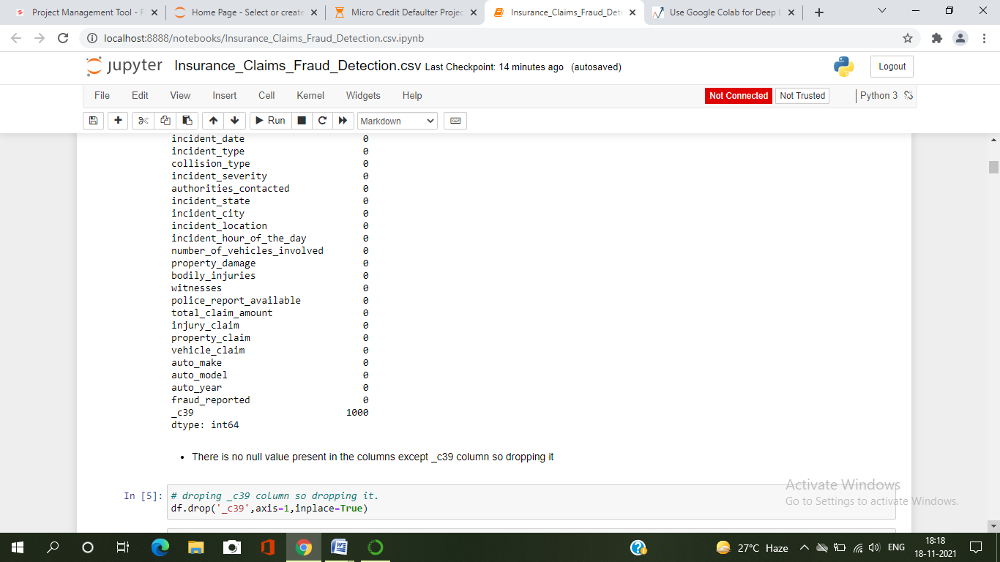 Project Management Tool - F
Home Page - Select or create
Micro Credit Defaulter Projec
Insurance_Claims_Fraud_Dete
Use Google Colab for Deep L
localhost:8888/notebooks/Insurance_Claims_Fraud_Detection.csv.ipynb
jupyter Insurance_Claims_Fraud_Detection.csv Last Checkpoint: 14 minutes ago (autosaved)
Logout
File Edit View Insert Cell Kernel Widgets Help
Not Connected Not Trusted Python 3
Run Markdown
incident_date 0
incident_type 0
collision_type 0
incident_severity 0
authorities_contacted 0
incident_state 0
incident_city 0
incident_location 0
incident_hour_of_the_day 0
number_of_vehicles_involved 0
property_damage 0
bodily_injuries 0
witnesses 0
police_report_available 0
total_claim_amount 0
injury_claim 0
property_claim 0
vehicle_claim 0
auto_make 0
auto_model 0
auto_year 0
fraud_reported 0
_c39 1000
dtype: int64
• There is no null value present in the columns except _c39 column so dropping it
In [5]: # droping _c39 column so dropping it.
df.drop('_c39',axis=1,inplace=True)
Activate Windows
Go to Settings to activate Windows.
27°C Haze
ENG
18:18
18-11-2021